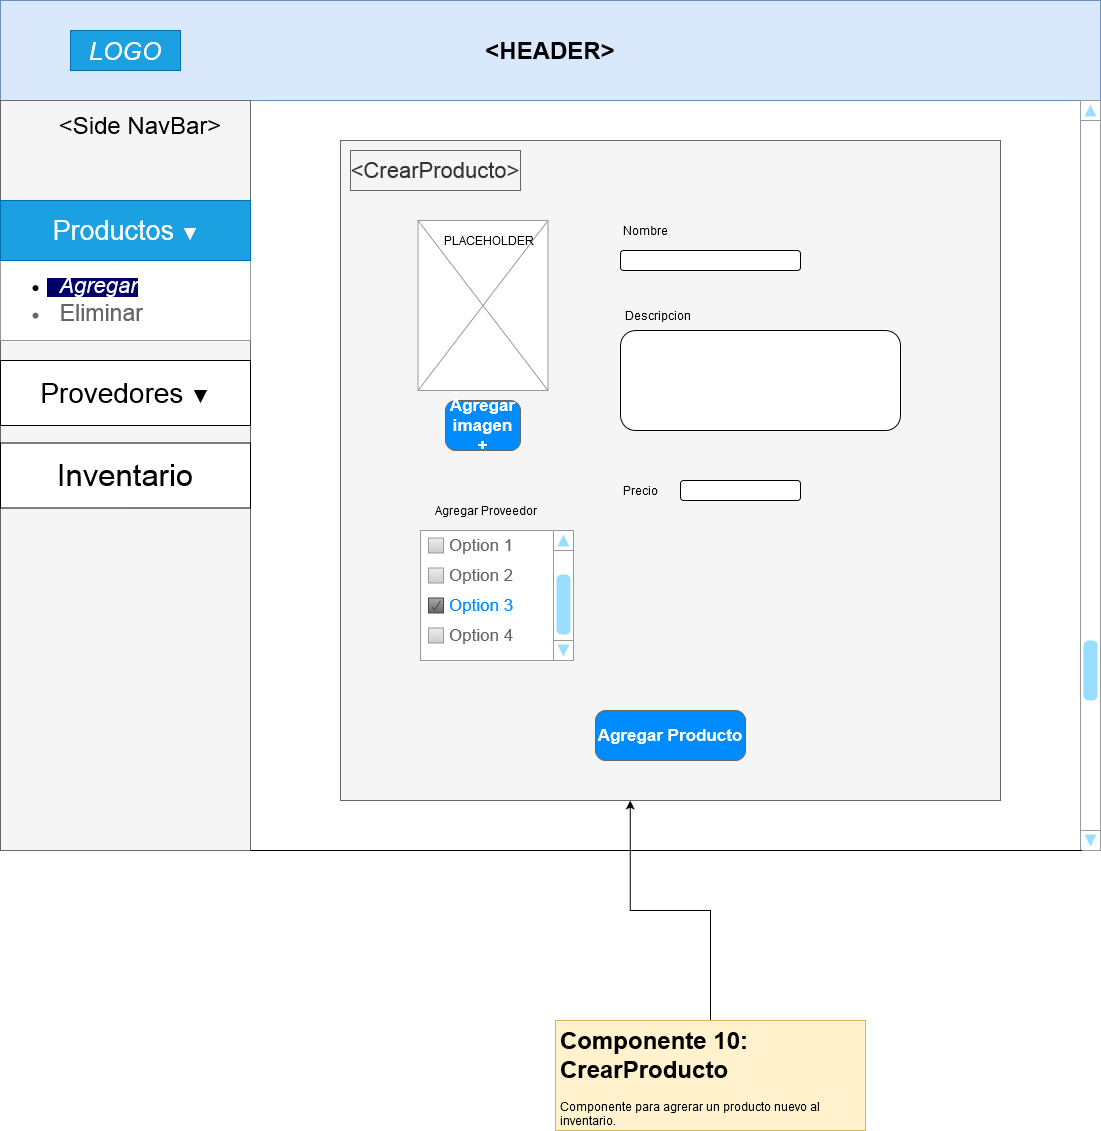 LOGO
<HEADER>
<Side NavBar>
Productos ▼
Agregar
Eliminar
Provedores ▼
Inventario
<CrearProducto>
PLACEHOLDER
Agregar
imagen
+
Nombre
Descripcion
Precio
Agregar Proveedor
Option 1
Option 2
Option 3
Option 4
Agregar Producto
Componente 10:
CrearProducto
Componente para agrerar un producto nuevo al
inventario.